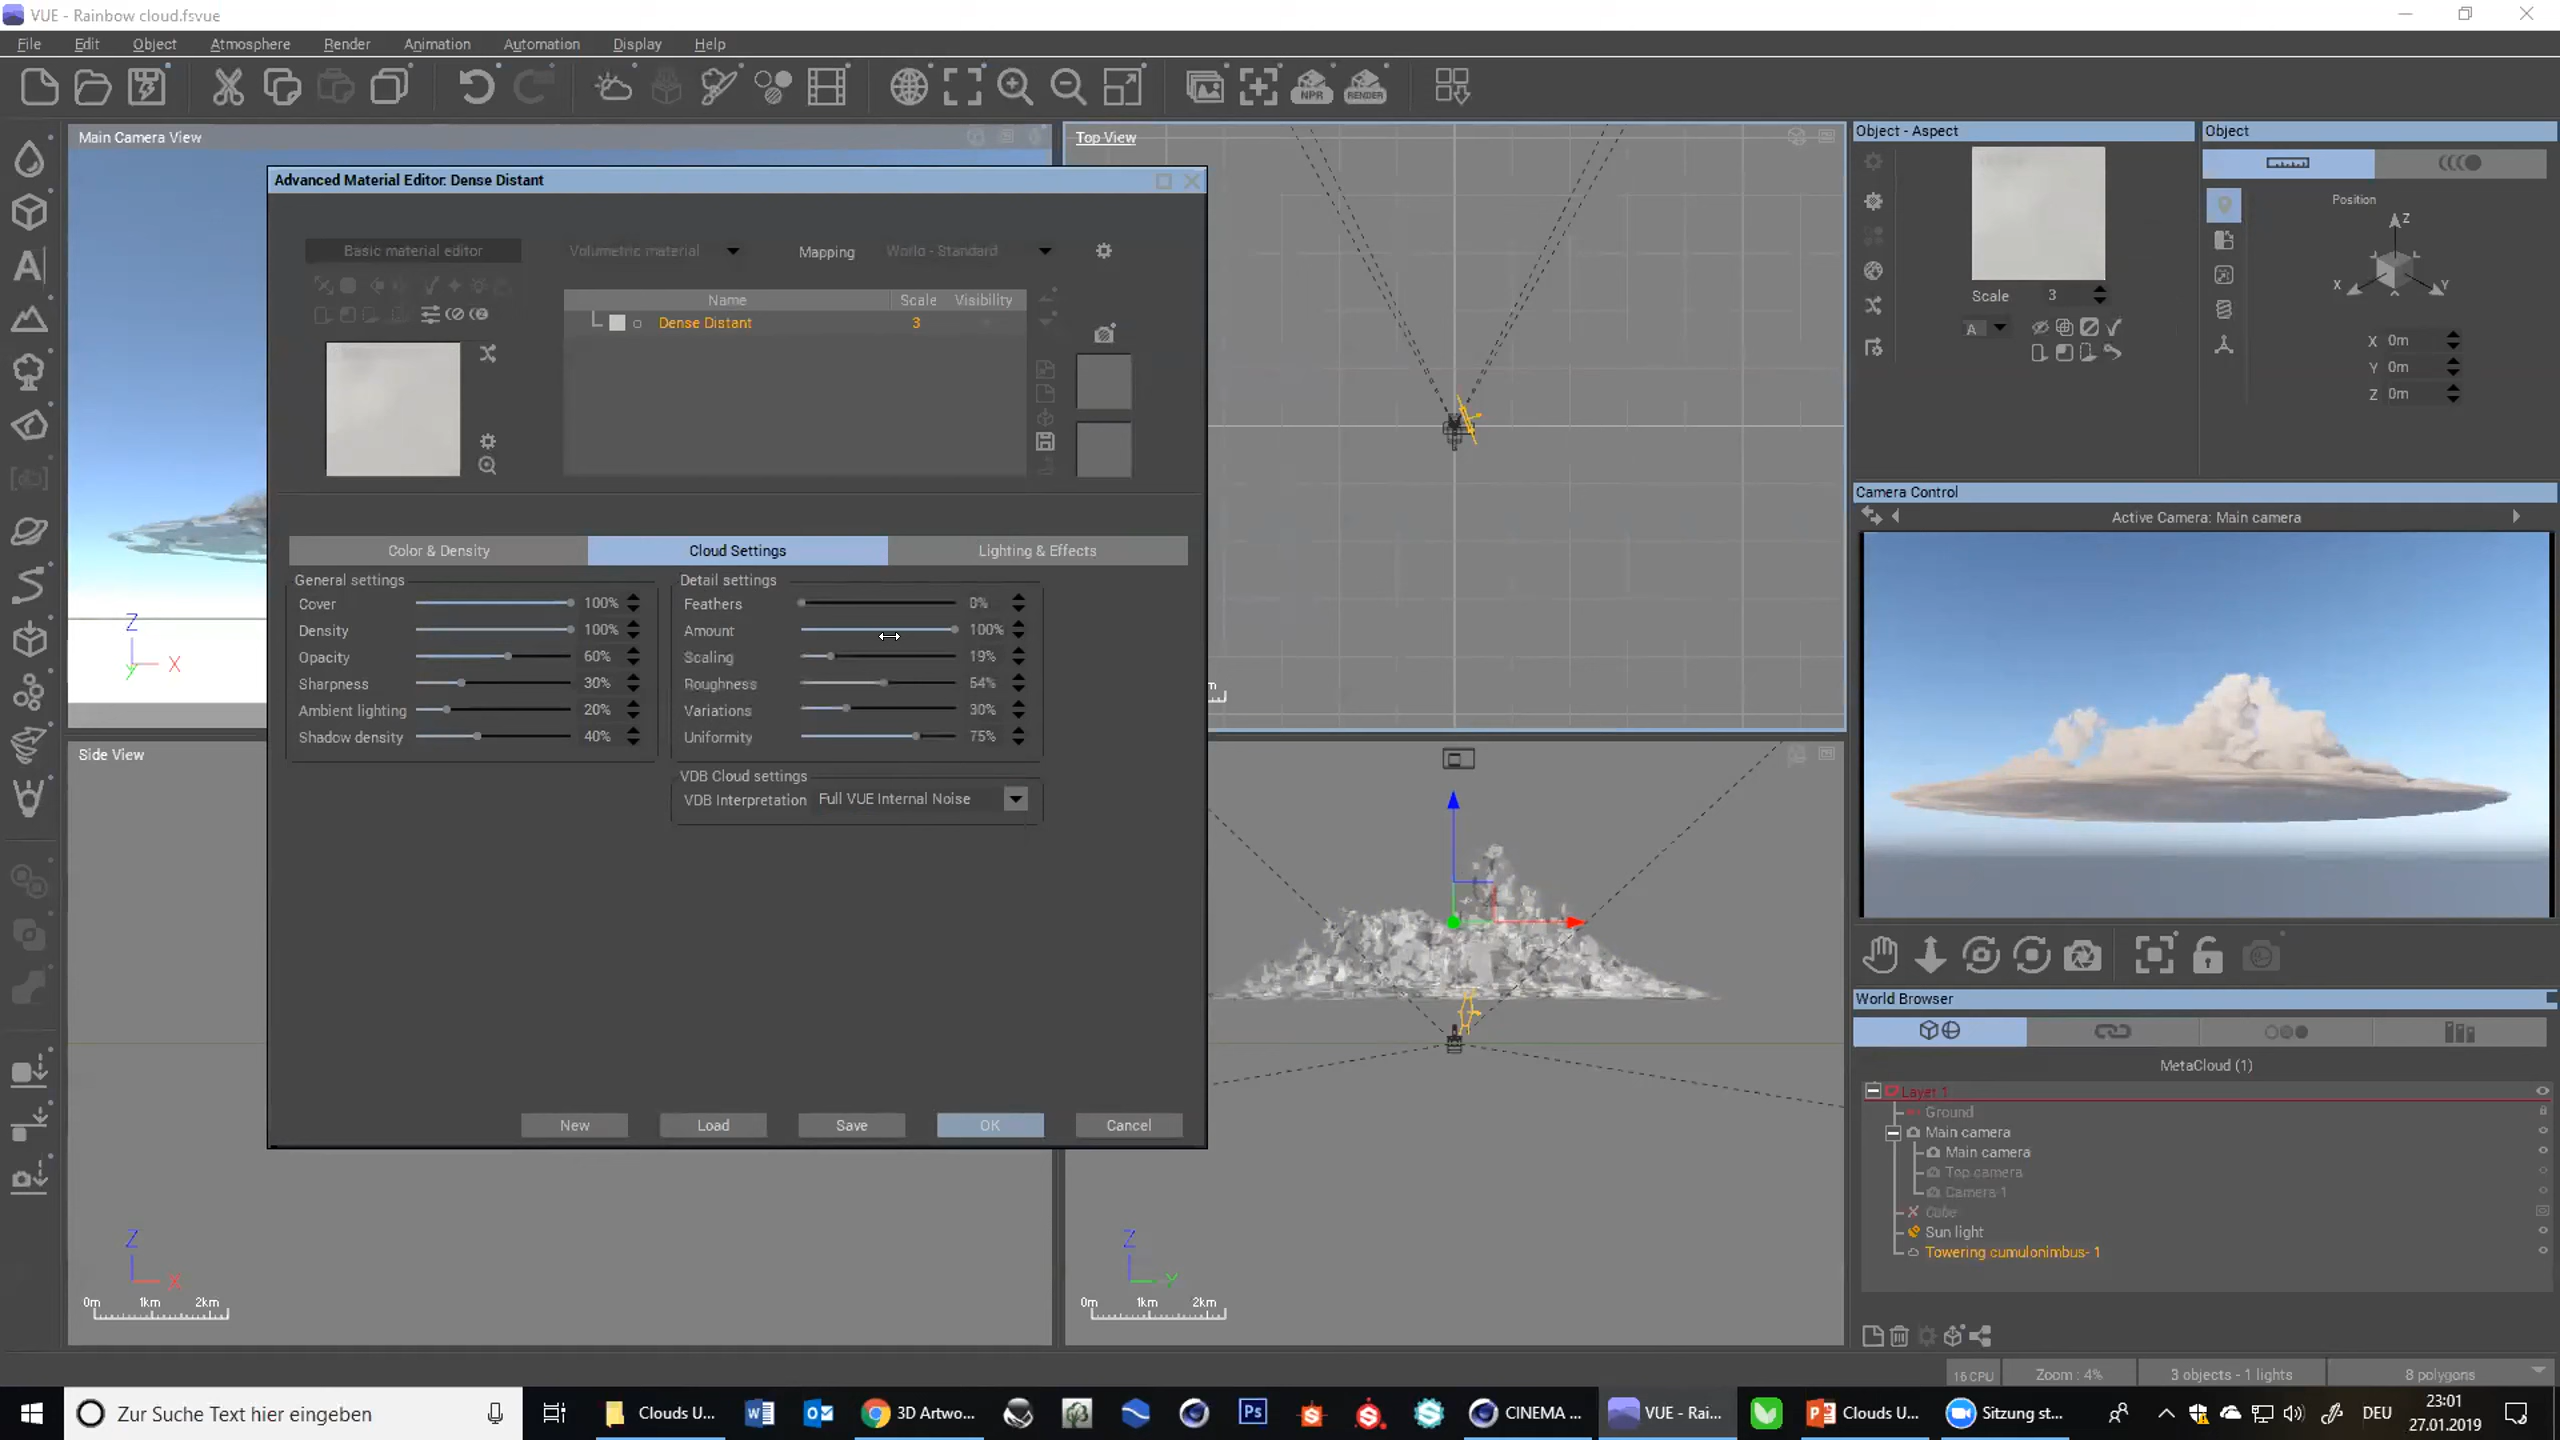 VUE - Rainbow cloud.fsvue
File Edit Object Atmosphere Render Animation Automation Display Help
NPR RENDER
Main Camera View
Top View
Object - Aspect
Object
Advanced Material Editor: Dense Distant
Basic material editor
Volumetric material
Mapping
World - Standard
Name Scale Visibility
Dense Distant 3
Position
Z
X Y
Scale 3
A
X 0m
Y 0m
Z 0m
Camera Control
Active Camera: Main camera
Color & Density
Cloud Settings
Lighting & Effects
General settings
Cover 100%
Density 100%
Opacity 60%
Sharpness 30%
Ambient lighting 20%
Shadow density 40%
Detail settings
Feathers 0%
Amount 100%
Scaling 19%
Roughness 54%
Variations 30%
Uniformity 75%
VDB Cloud settings
VDB Interpretation Full VUE Internal Noise
Z
X
Y
m
Side View
New Load Save OK Cancel
World Browser
MetaCloud (1)
Layer 1
Ground
Main camera
Main camera
Top camera
Camera 1
Cube
Sun light
Towering cumulonimbus- 1
Z
X
0m 1km 2km
Z
Y
0m 1km 2km
16 CPU
Zoom : 4%
3 objects - 1 lights
8 polygons
Zur Suche Text hier eingeben
Clouds U...
3D Artwo...
Ps
CINEMA ...
VUE - Rai...
Clouds U...
Sitzung st...
DEU
23:01
27.01.2019